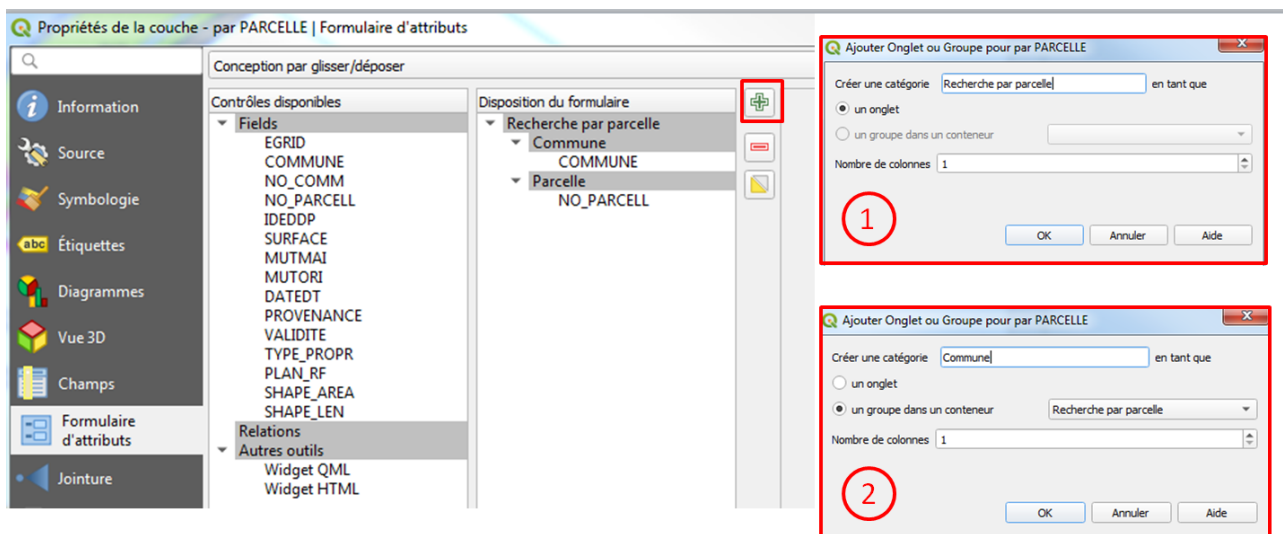 Propriétés de la couche - par PARCELLE | Formulaire d'attributs
Conception par glisser/déposer
Information
Source
Symbologie
abc Étiquettes
Diagrammes
Vue 3D
Champs
Formulaire
d'attributs
Jointure
Contrôles disponibles
Fields
EGRID
COMMUNE
NO_COMM
NO_PARCELL
IDEDDP
SURFACE
MUTMAI
MUTORI
DATEDT
PROVENANCE
VALIDITE
TYPE_PROPR
PLAN_RF
SHAPE_AREA
SHAPE_LEN
Relations
Autres outils
Widget QML
Widget HTML
Disposition du formulaire
Recherche par parcelle
Commune
COMMUNE
Parcelle
NO_PARCELL
Ajouter Onglet ou Groupe pour par PARCELLE
Créer une catégorie Recherche par parcelle en tant que
un onglet
un groupe dans un conteneur
Nombre de colonnes 1
1
OK Annuler Aide
Ajouter Onglet ou Groupe pour par PARCELLE
Créer une catégorie Commune en tant que
un onglet
un groupe dans un conteneur Recherche par parcelle
Nombre de colonnes 1
2
OK Annuler Aide